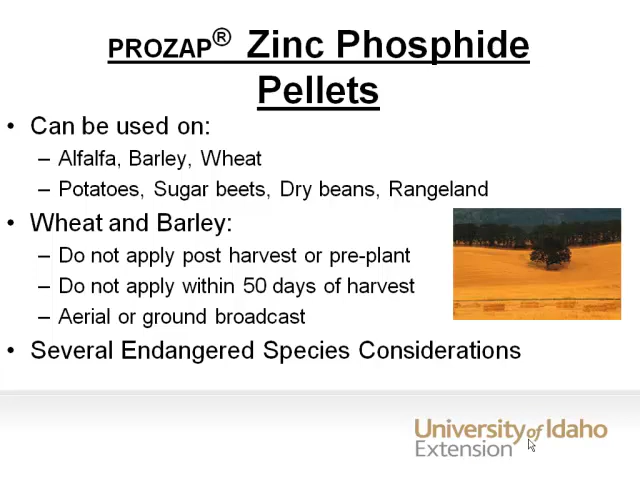 PROZAP® Zinc Phosphide
Pellets
• Can be used on:
– Alfalfa, Barley, Wheat
– Potatoes, Sugar beets, Dry beans, Rangeland
• Wheat and Barley:
– Do not apply post harvest or pre-plant
– Do not apply within 50 days of harvest
– Aerial or ground broadcast
• Several Endangered Species Considerations
University of Idaho
Extension